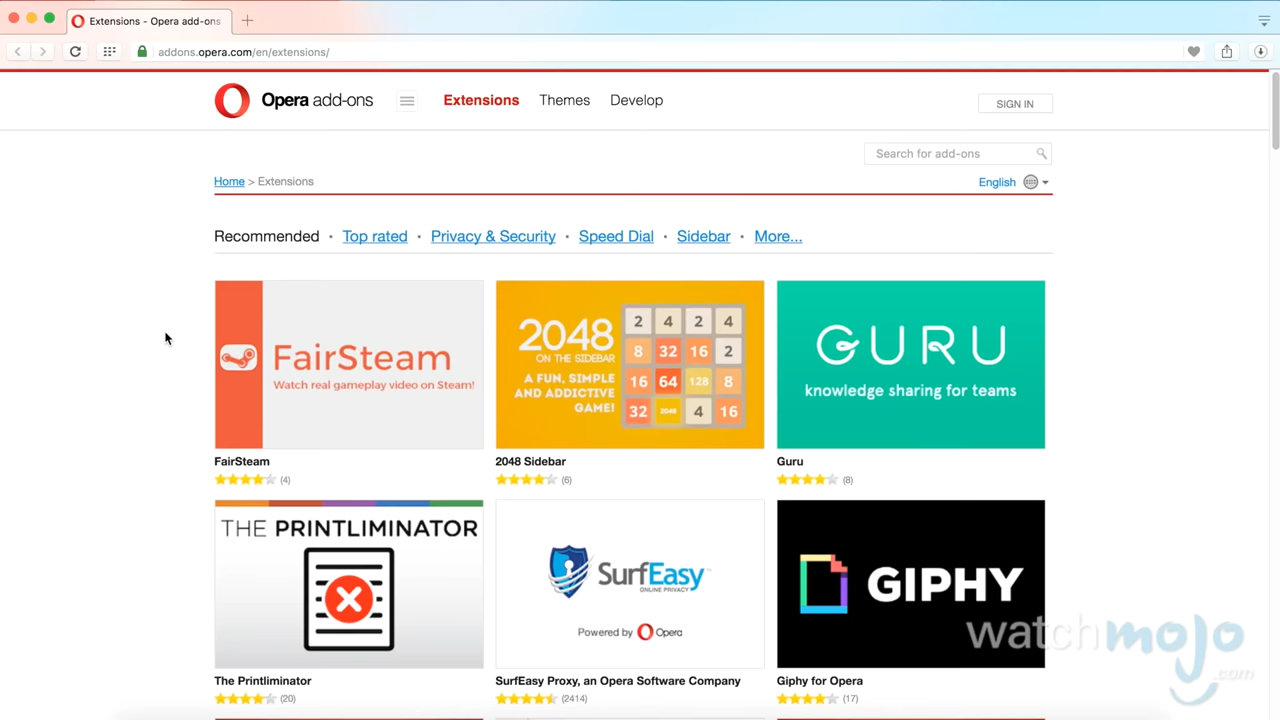 Extensions - Opera add-ons
addons.opera.com/en/extensions/
Opera add-ons
Extensions
Themes
Develop
SIGN IN
Search for add-ons
Home > Extensions
English
Recommended · Top rated · Privacy & Security · Speed Dial · Sidebar · More...
FairSteam
Watch real gameplay video on Steam!
2048
ON THE SIDEBAR
A FUN, SIMPLE
AND ADDICTIVE
GAME!
2 4 2 4
8 32 16 2
16 64 128 8
32 2048 4 16
GURU
knowledge sharing for teams
FairSteam
(4)
2048 Sidebar
(6)
Guru
(8)
THE PRINTLIMINATOR
SurfEasy™
ONLINE PRIVACY
Powered by Opera
GIPHY
The Printliminator
(20)
SurfEasy Proxy, an Opera Software Company
(2414)
Giphy for Opera
(17)
watchmojo
.com